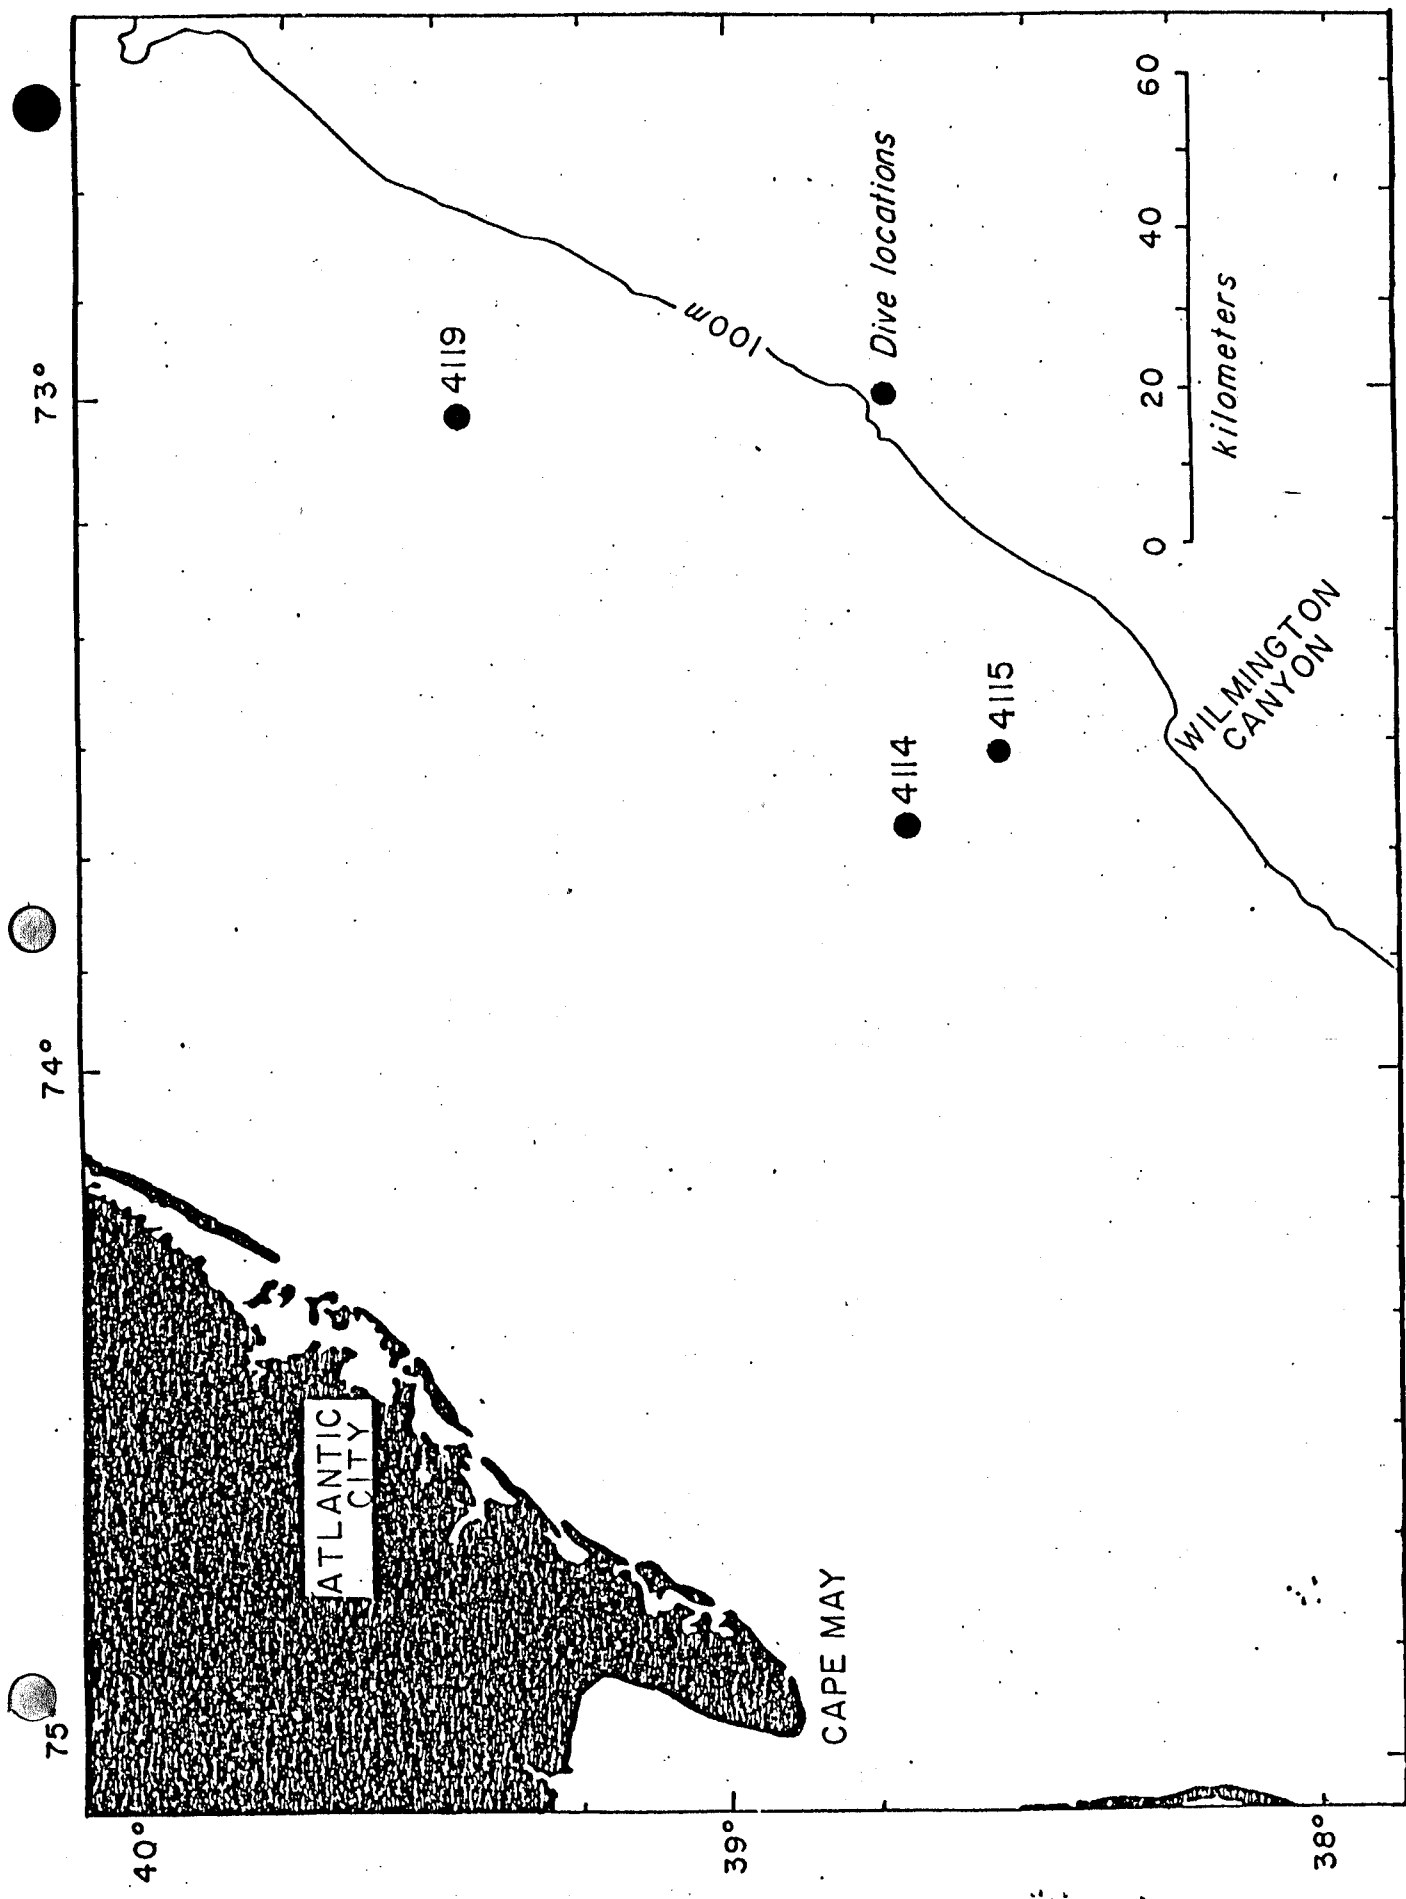 73°
74°
75
40°
39°
38°
ATLANTIC
CITY
CAPE MAY
4119
4114
4115
100m
WILMINGTON
CANYON
Dive locations
0 20 40 60
kilometers